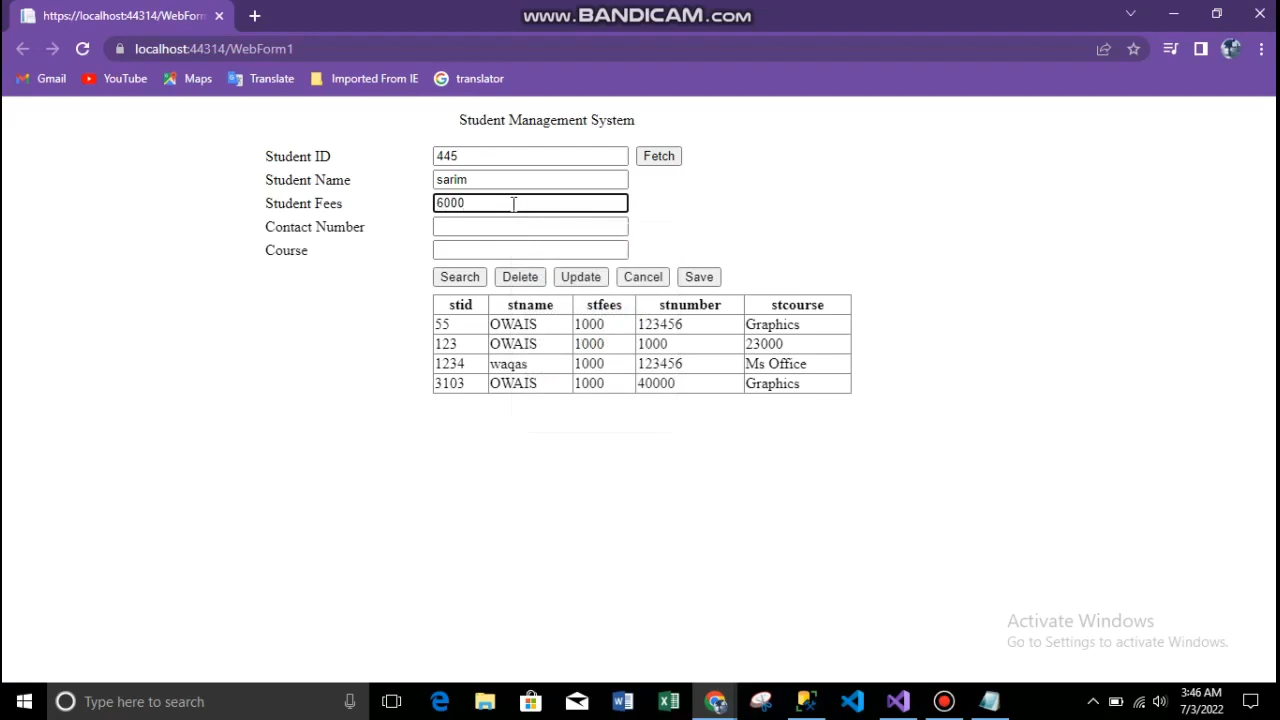 https://localhost:44314/WebForm
www.BANDICAM.com
localhost:44314/WebForm1
Gmail YouTube Maps Translate Imported From IE translator
Student Management System
Student ID 445 Fetch
Student Name sarim
Student Fees 6000
Contact Number
Course
Search Delete Update Cancel Save
stid stname stfees stnumber stcourse
55 OWAIS 1000 123456 Graphics
123 OWAIS 1000 1000 23000
1234 waqas 1000 123456 Ms Office
3103 OWAIS 1000 40000 Graphics
Activate Windows
Go to Settings to activate Windows.
Type here to search
3:46 AM
7/3/2022